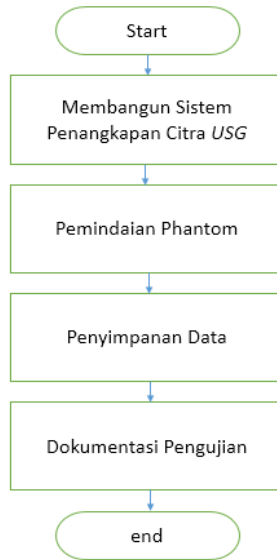 Start
Membangun Sistem
Penangkapan Citra USG
Pemindaian Phantom
Penyimpanan Data
Dokumentasi Pengujian
end